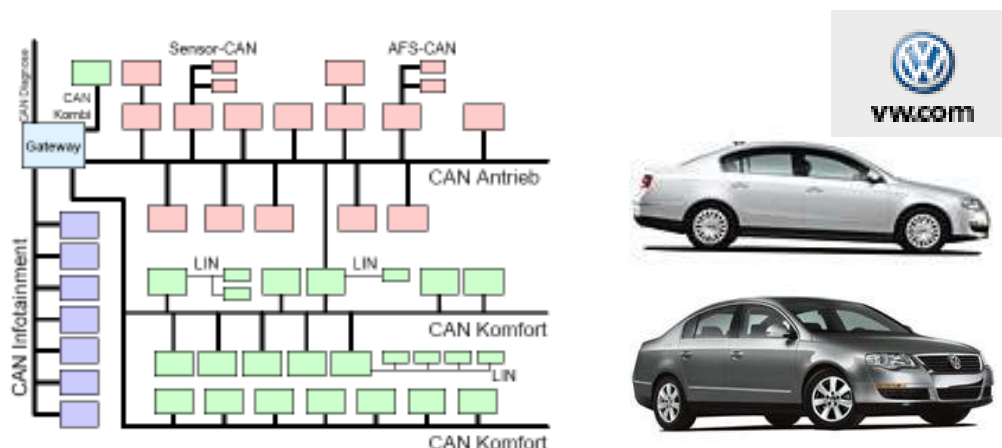 CAN Diagnose
Sensor-CAN
AFS-CAN
CAN
Kombi
Gateway
CAN Antrieb
CAN Infotainment
LIN
LIN
CAN Komfort
LIN
CAN Komfort
vw.com